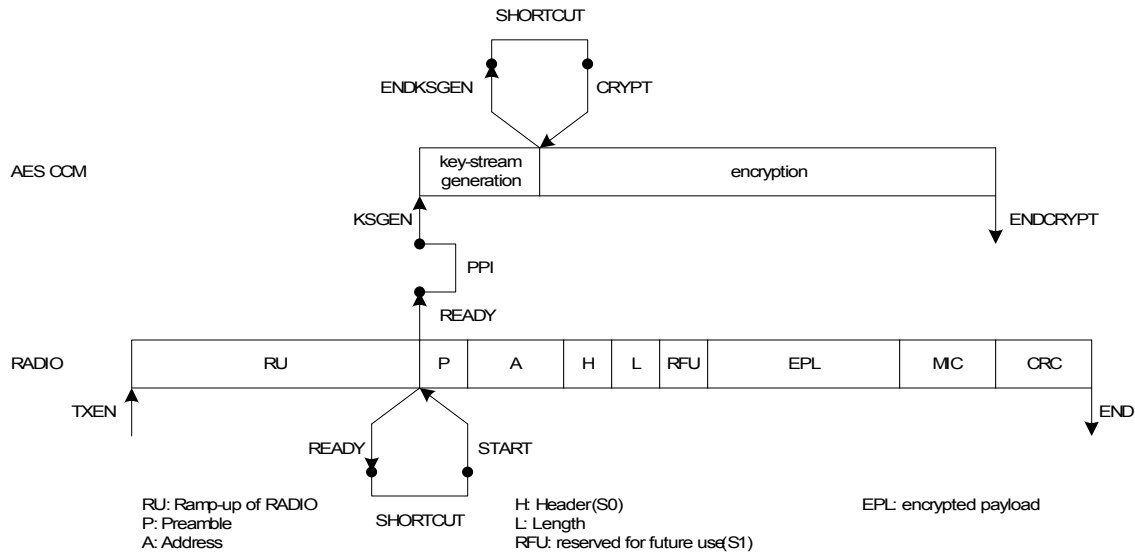 SHORTCUT
ENDKSGEN CRYPT
AES CCM
key-stream
generation
encryption
KSGEN ENDCRYPT
PPI
READY
RADIO RU P A H L RFU EPL MIC CRC
TXEN END
READY START
SHORTCUT
RU: Ramp-up of RADIO
P: Preamble
A: Address
H: Header(S0)
L: Length
RFU: reserved for future use(S1)
EPL: encrypted payload